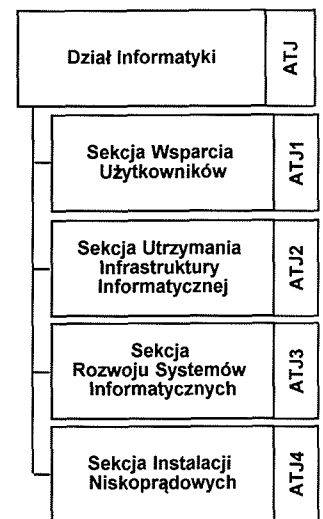 Dział Informatyki
ATJ
Sekcja Wsparcia
Użytkowników
ATJ1
Sekcja Utrzymania
Infrastruktury
Informatycznej
ATJ2
Sekcja
Rozwoju Systemów
Informatycznych
ATJ3
Sekcja Instalacji
Niskoprądowych
ATJ4